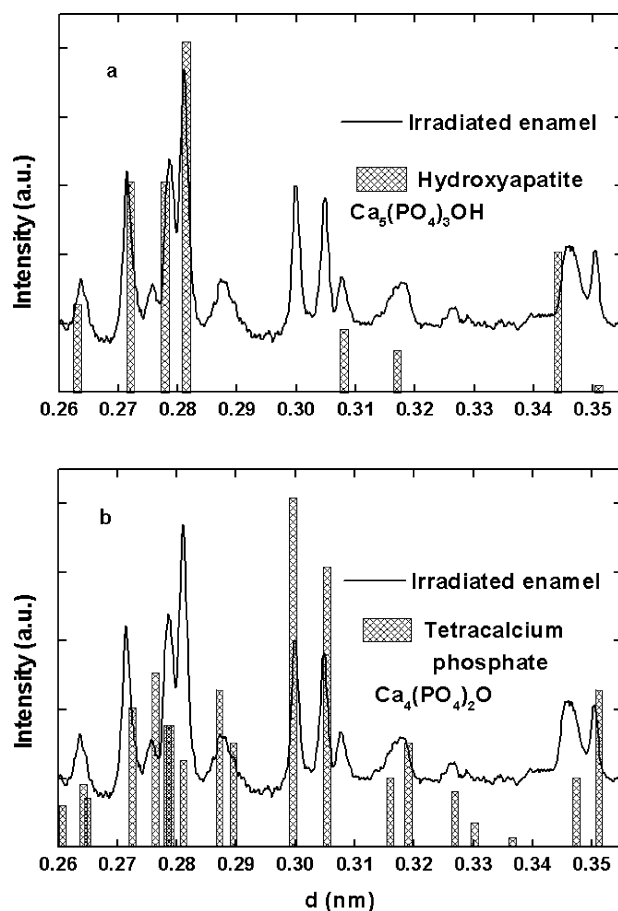 a
Irradiated enamel
Hydroxyapatite
Ca5(PO4)3OH
Intensity (a.u.)
0.26 0.27 0.28 0.29 0.30 0.31 0.32 0.33 0.34 0.35
b
Irradiated enamel
Tetracalcium
phosphate
Ca4(PO4)2O
Intensity (a.u.)
0.26 0.27 0.28 0.29 0.30 0.31 0.32 0.33 0.34 0.35
d (nm)